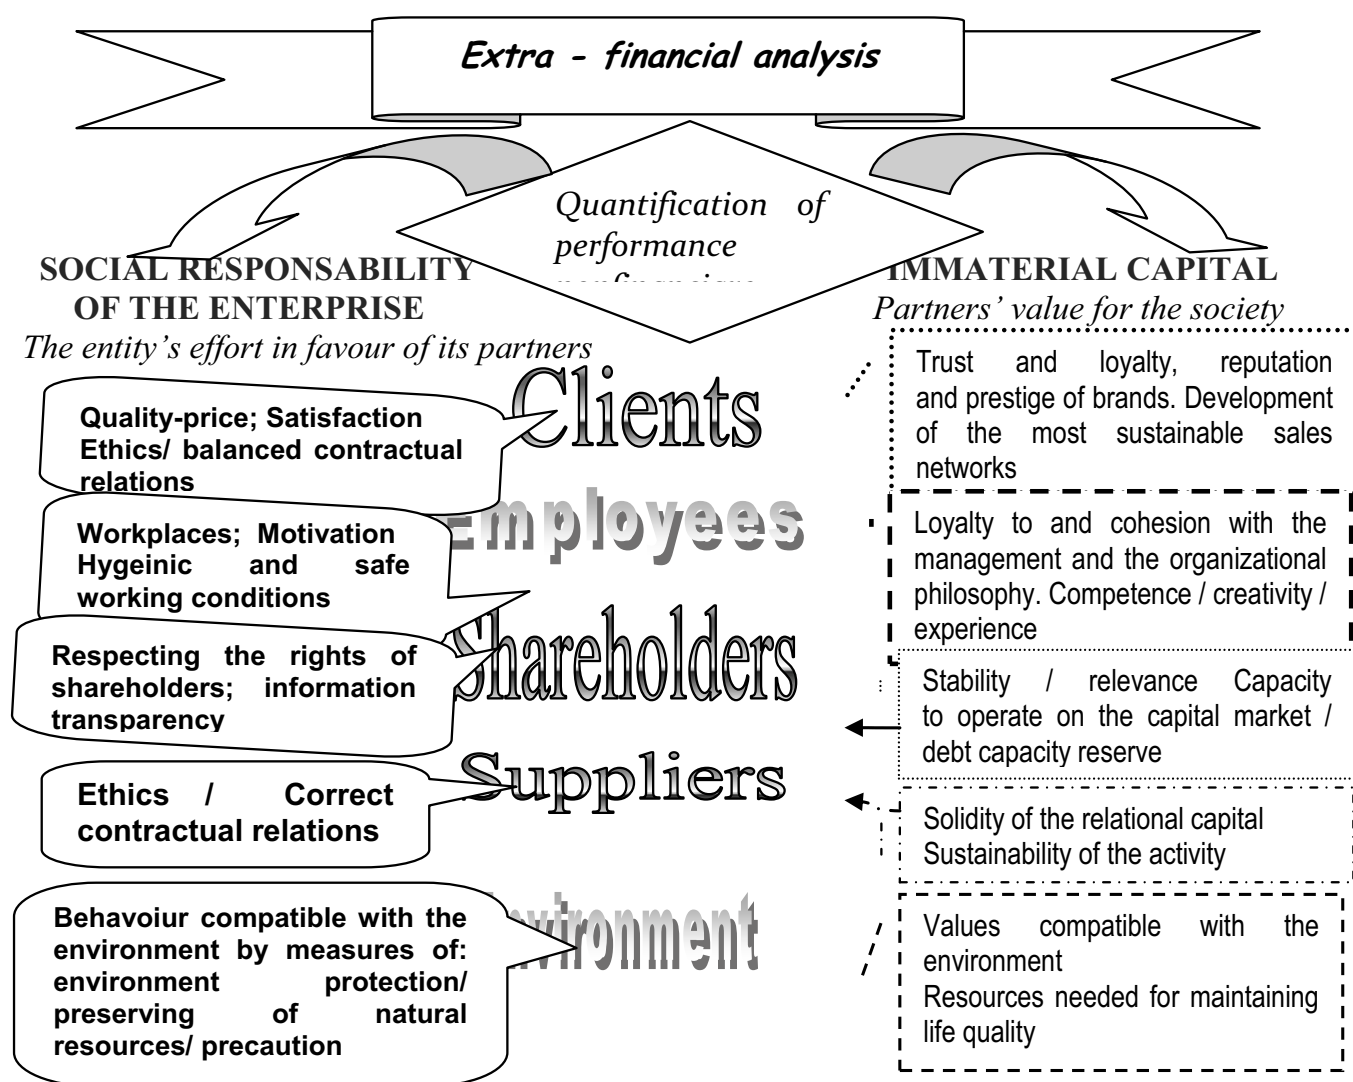 Extra - financial analysis
Quantification of
performance
SOCIAL RESPONSABILITY
OF THE ENTERPRISE
The entity's effort in favour of its partners
IMMATERIAL CAPITAL
Partners' value for the society
Clients
Quality-price; Satisfaction
Ethics/ balanced contractual
relations
Trust and loyalty, reputation
and prestige of brands. Development
of the most sustainable sales
networks
Employees
Workplaces; Motivation
Hygeinic and safe
working conditions
Loyalty to and cohesion with the
management and the organizational
philosophy. Competence / creativity /
experience
Shareholders
Respecting the rights of
shareholders; information
transparency
Stability / relevance Capacity
to operate on the capital market /
debt capacity reserve
Suppliers
Ethics / Correct
contractual relations
Solidity of the relational capital
Sustainability of the activity
Environment
Behavoiur compatible with the
environment by measures of:
environment protection/
preserving of natural
resources/ precaution
Values compatible with the
environment
Resources needed for maintaining
life quality